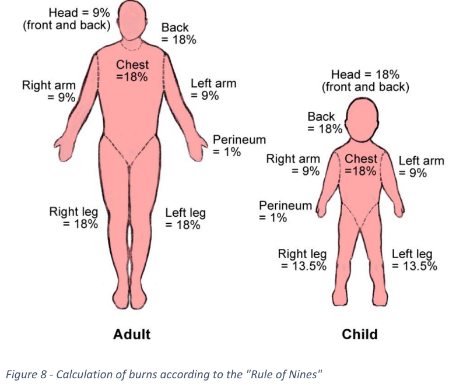 Head = 9%
(front and back)
Back
= 18%
Chest
=18%
Right arm
= 9%
Left arm
= 9%
Perineum
= 1%
Right leg
= 18%
Left leg
= 18%
Adult
Head = 18%
(front and back)
Back
= 18%
Right arm
= 9%
Chest
=18%
Left arm
= 9%
Perineum
= 1%
Right leg
= 13.5%
Left leg
= 13.5%
Child
Figure 8 - Calculation of burns according to the "Rule of Nines"